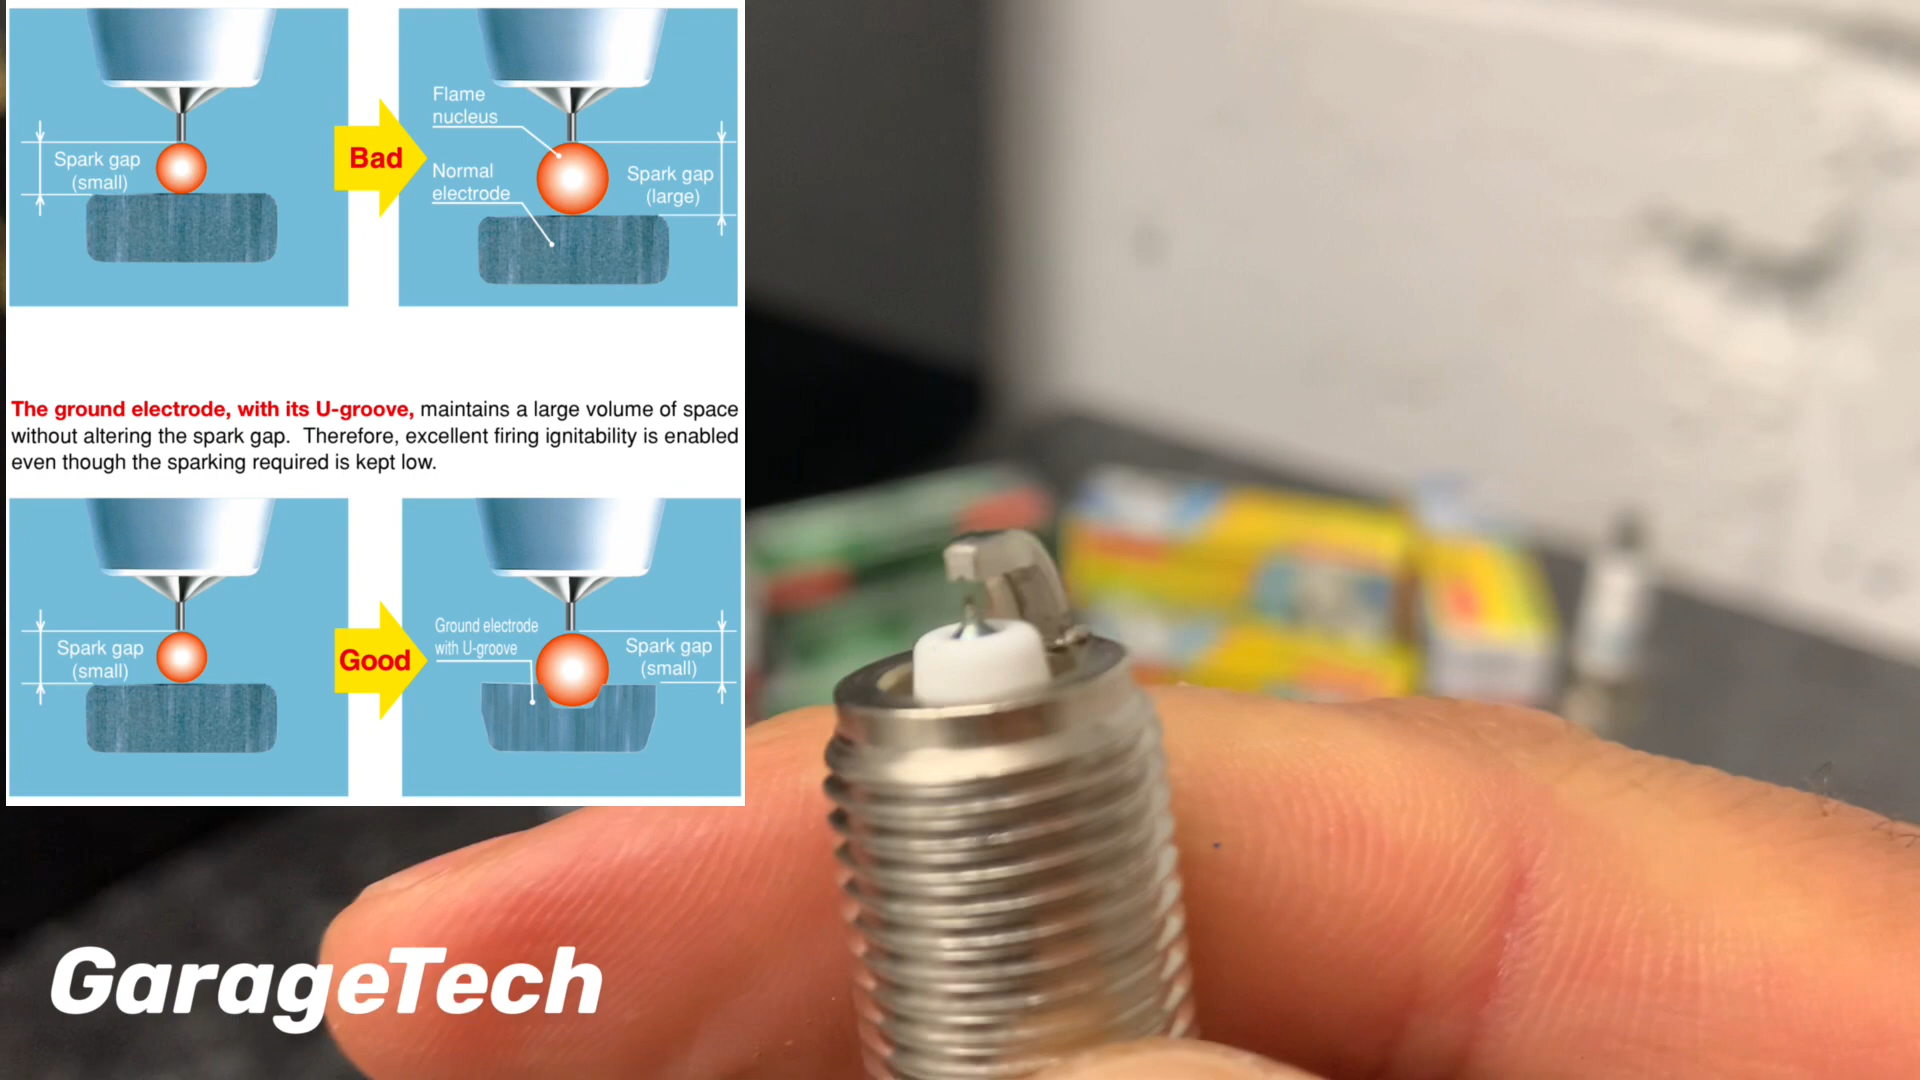 Spark gap
(small)
Bad
Flame
nucleus
Normal
electrode
Spark gap
(large)
The ground electrode, with its U-groove, maintains a large volume of space
without altering the spark gap. Therefore, excellent firing ignitability is enabled
even though the sparking required is kept low.
Spark gap
(small)
Good
Ground electrode
with U-groove
Spark gap
(small)
GarageTech